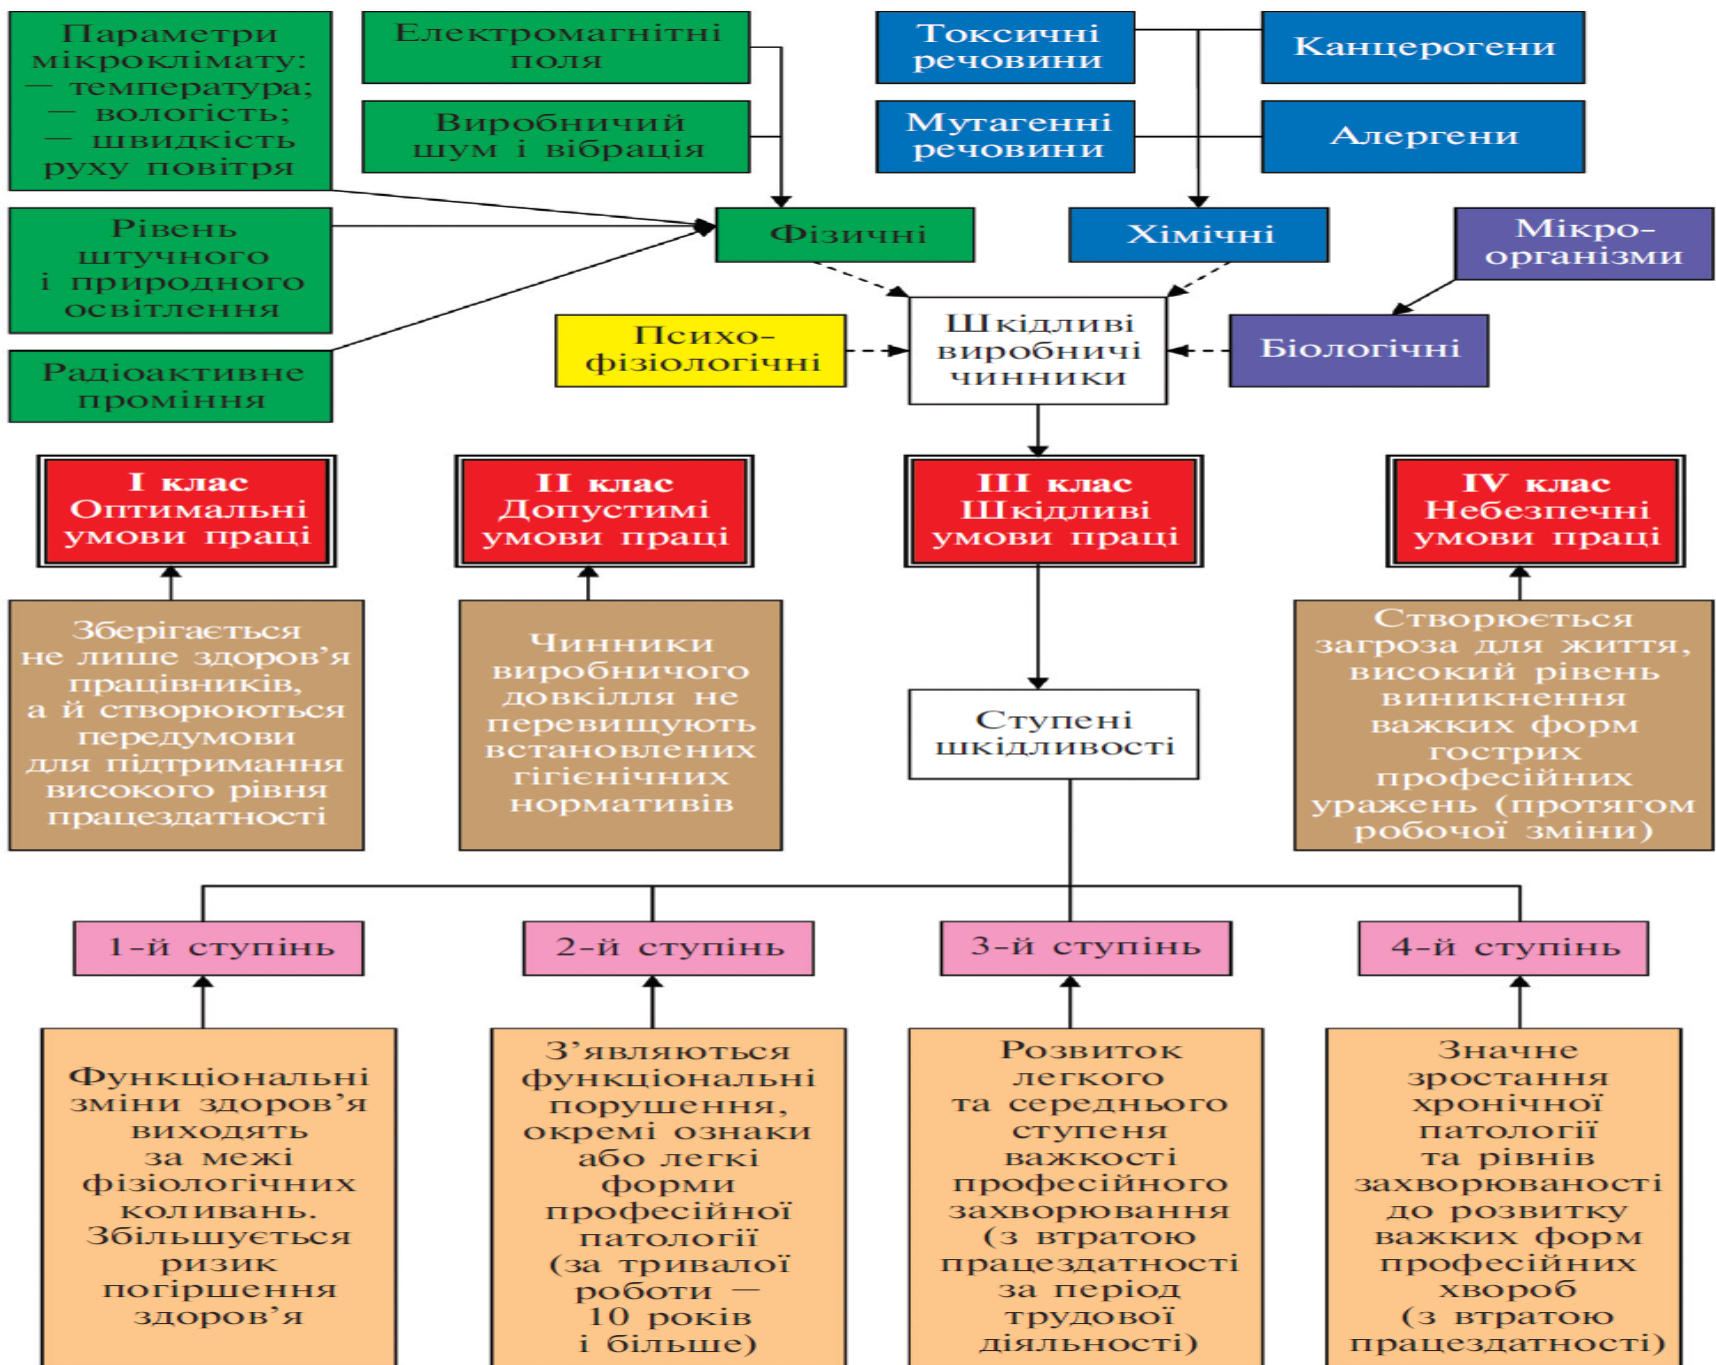 Параметри
мікроклімату:
— температура;
— вологість;
— швидкість
руху повітря
Електромагнітні
поля
Виробничий
шум і вібрація
Токсичні
речовини
Канцерогени
Мутагенні
речовини
Алергени
Рівень
штучного
і природного
освітлення
Фізичні
Хімічні
Мікро-
організми
Радіоактивне
проміння
Психо-
фізіологічні
Шкідливі
виробничі
чинники
Біологічні
I клас
Оптимальні
умови праці
II клас
Допустимі
умови праці
III клас
Шкідливі
умови праці
IV клас
Небезпечні
умови праці
Зберігається
не лише здоров’я
працівників,
а й створюються
передумови
для підтримання
високого рівня
працездатності
Чинники
виробничого
довкілля не
перевищують
встановлених
гігієнічних
нормативів
Ступені
шкідливості
Створюється
загроза для життя,
високий рівень
виникнення
важких форм
гострих
професійних
уражень (протягом
робочої зміни)
1-й ступінь
2-й ступінь
3-й ступінь
4-й ступінь
Функціональні
зміни здоров’я
виходять
за межі
фізіологічних
коливань.
Збільшується
ризик
погіршення
здоров’я
З’являються
функціональні
порушення,
окремі ознаки
або легкі
форми
професійної
патології
(за тривалої
роботи —
10 років
і більше)
Розвиток
легкого
та середнього
ступеня
важкості
професійного
захворювання
(з втратою
працездатності
за період
трудової
діяльності)
Значне
зростання
хронічної
патології
та рівнів
захворюваності
до розвитку
важких форм
професійних
хвороб
(з втратою
працездатності)